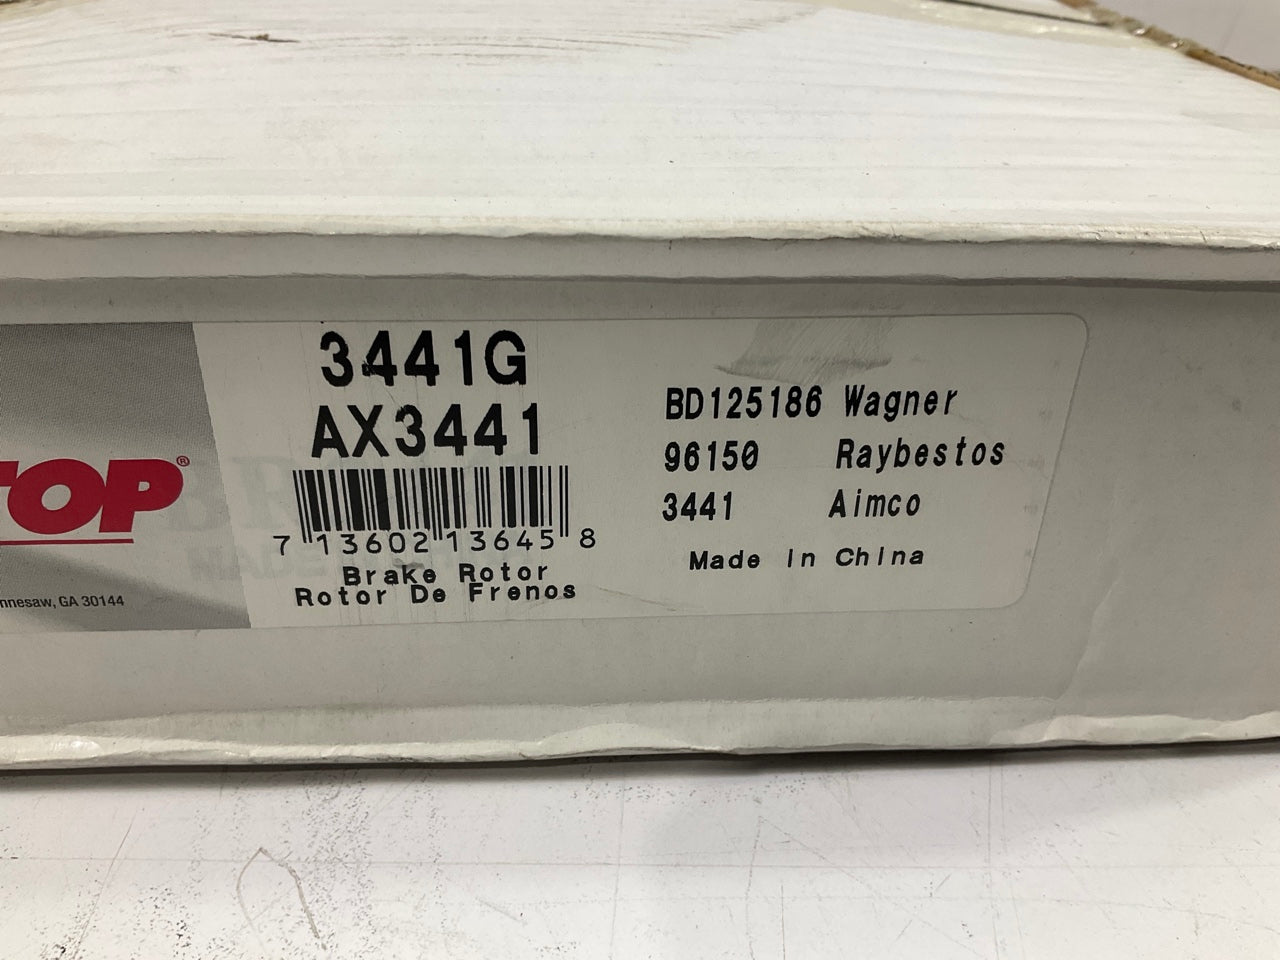 3441G
AX3441
7 13602 13645 8
Brake Rotor
Rotor De Frenos
BD125186 Wagner
96150 Raybestos
3441 Aimco
Made in China
TOP®
nnesaw, GA 30144